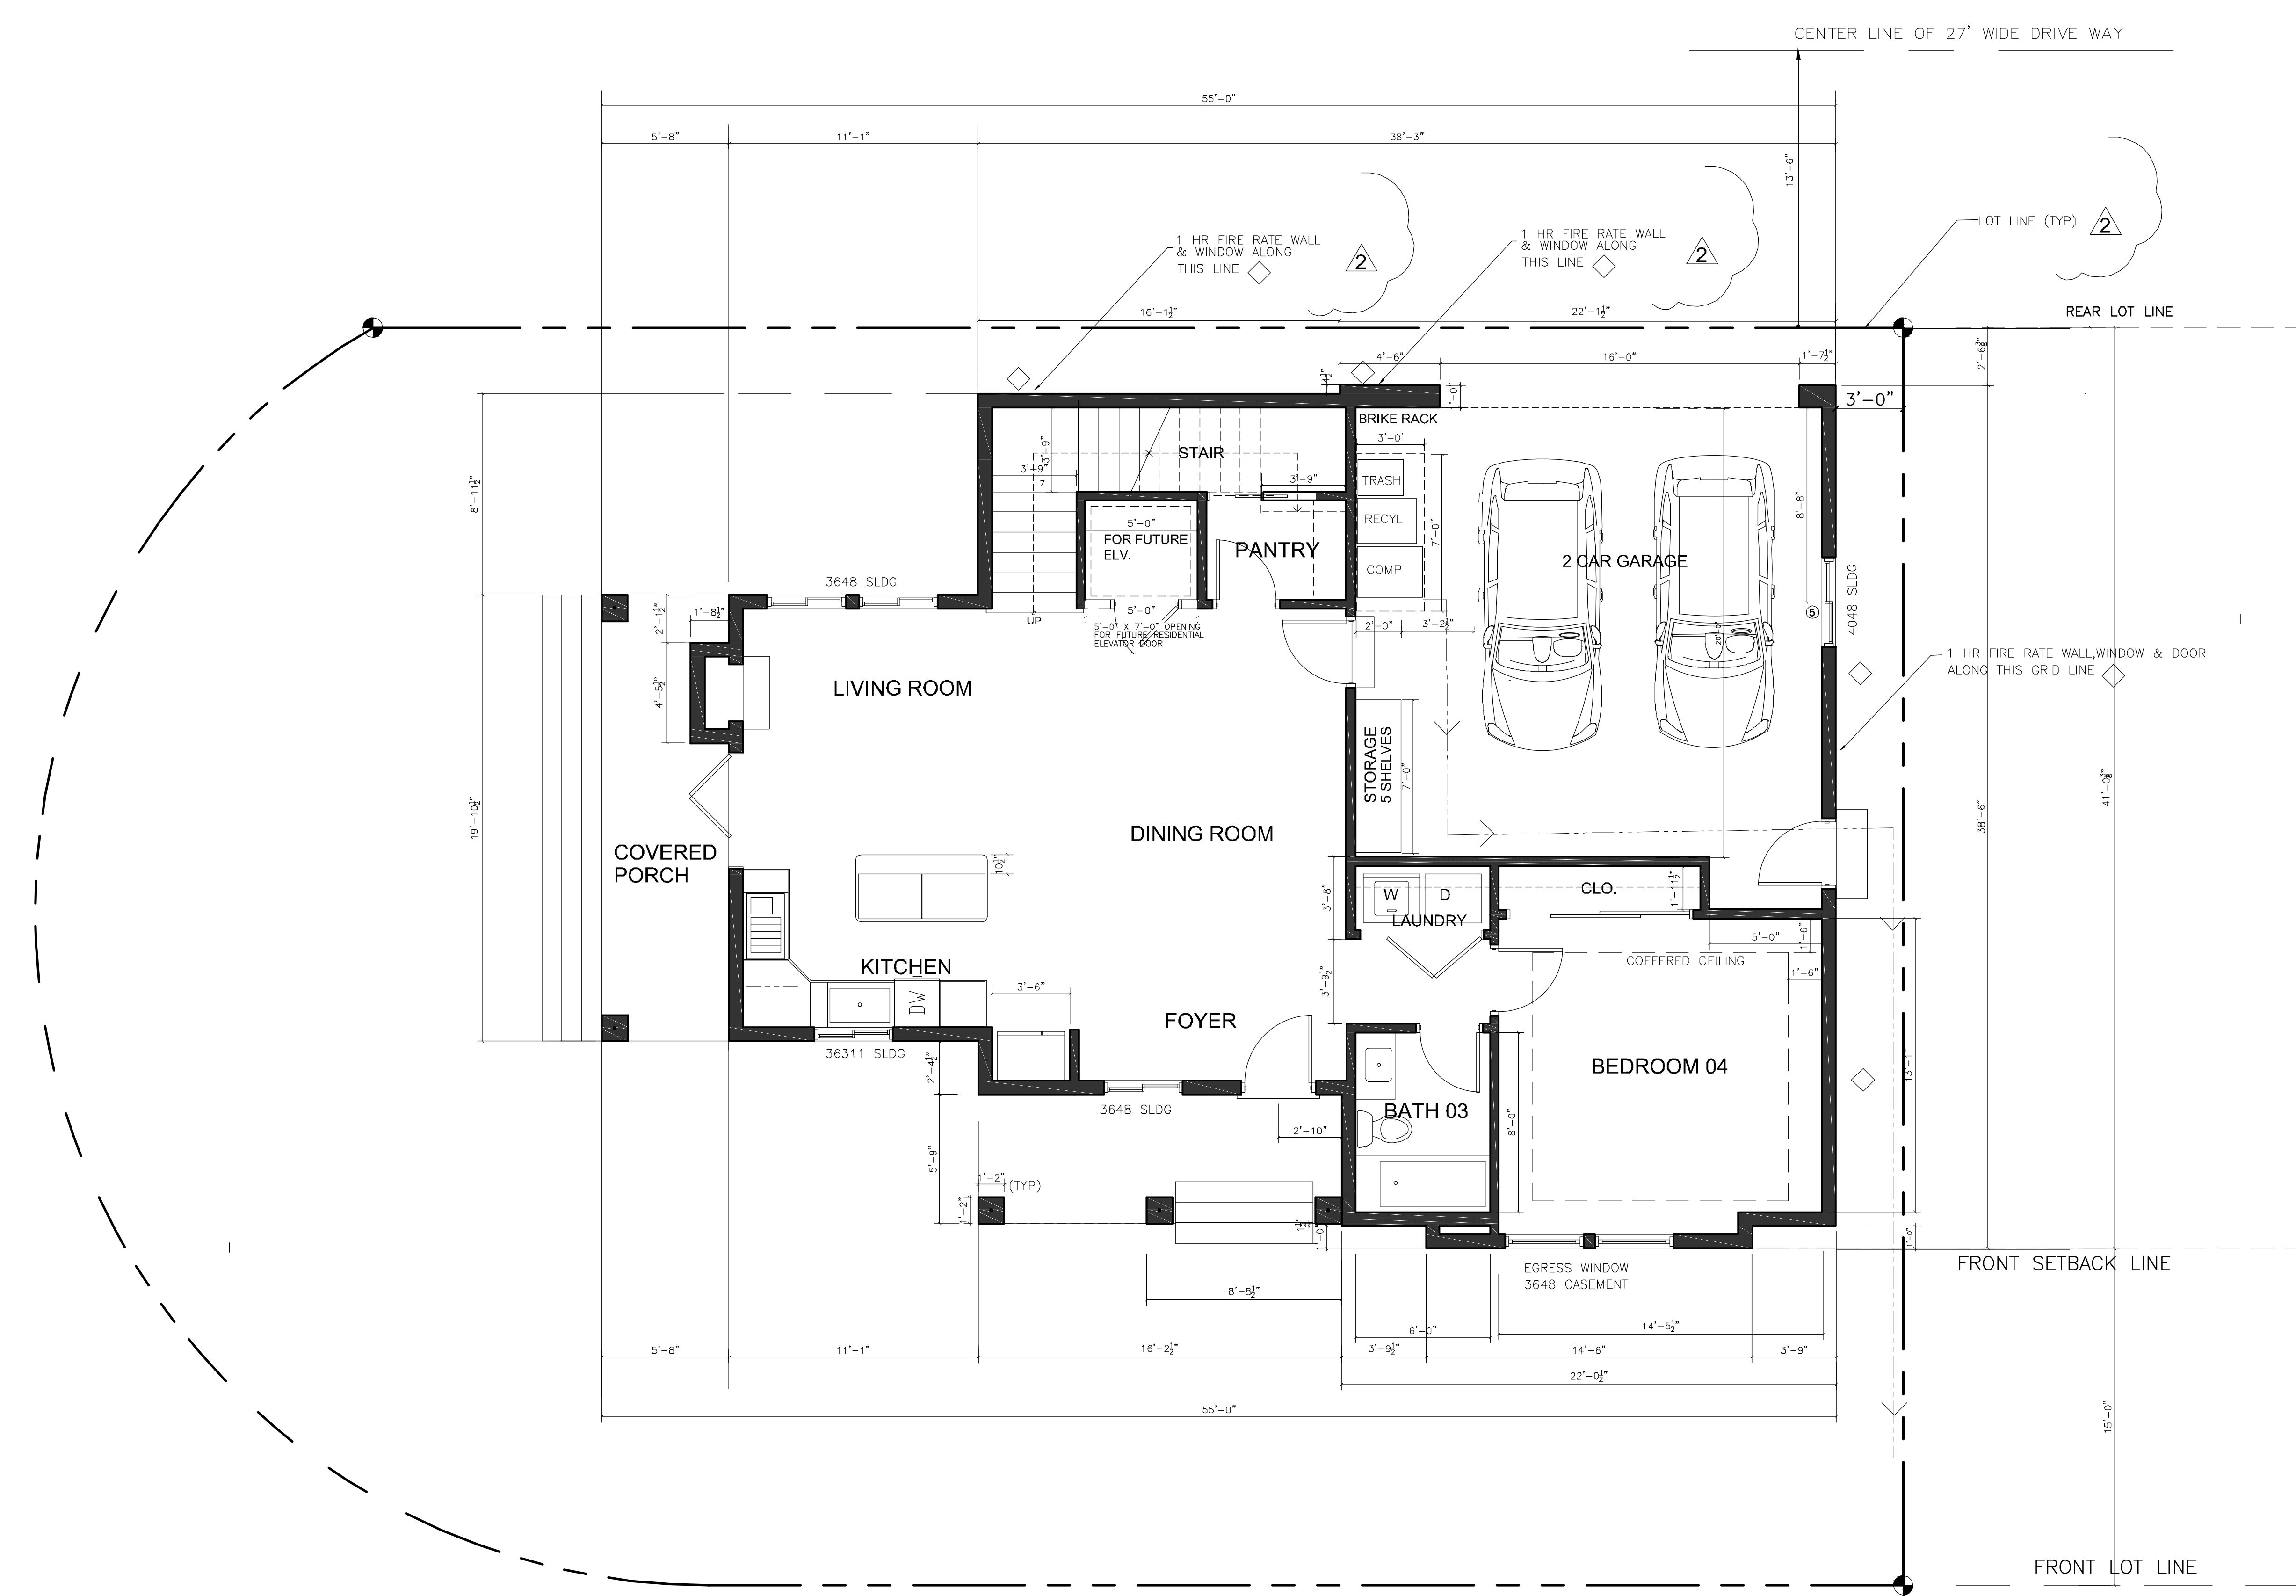 CENTER LINE OF 27' WIDE DRIVE WAY
55'-0"
5'-8"
11'-1"
38'-3"
13'-6"
LOT LINE (TYP)
2
1 HR FIRE RATE WALL
& WINDOW ALONG
THIS LINE
2
1 HR FIRE RATE WALL
& WINDOW ALONG
THIS LINE
2
REAR LOT LINE
16'-1½"
22'-1½"
4'-6"
16'-0"
1'-7½"
2'-6⅜"
4½"
3'-0"
BRIKE RACK
3'-0'
STAIR
3'-9"
3'-9"
7
3'-9"
TRASH
RECYL
COMP
7'-0"
8'-8"
8'-11½"
5'-0"
FOR FUTURE
ELV.
PANTRY
2 CAR GARAGE
3648 SLDG
4048 SLDG
5
5'-0"
5'-0" X 7'-0" OPENING
FOR FUTURE RESIDENTIAL
ELEVATOR DOOR
UP
1'-8½"
2'-1½"
2'-0"
3'-2½"
20'-0"
1 HR FIRE RATE WALL,WINDOW & DOOR
ALONG THIS GRID LINE
LIVING ROOM
4'-5½"
STORAGE
5 SHELVES
7'-0"
19'-10½"
41'-0⅜"
38'-6"
DINING ROOM
COVERED
PORCH
10½"
3'-8"
W
D
LAUNDRY
CLO.
1'-11½"
5'-0"
1'-6"
COFFERED CEILING
1'-6"
KITCHEN
DW
3'-6"
3'-9½"
FOYER
36311 SLDG
2'-4½"
BEDROOM 04
13'-1"
3648 SLDG
BATH 03
8'-0"
2'-10"
5'-9"
1'-2"
(TYP)
1'-2"
1'-0"
FRONT SETBACK LINE
EGRESS WINDOW
3648 CASEMENT
8'-8½"
6'-0"
14'-5½"
5'-8"
11'-1"
16'-2½"
3'-9½"
14'-6"
3'-9"
22'-0½"
55'-0"
15'-0"
FRONT LOT LINE